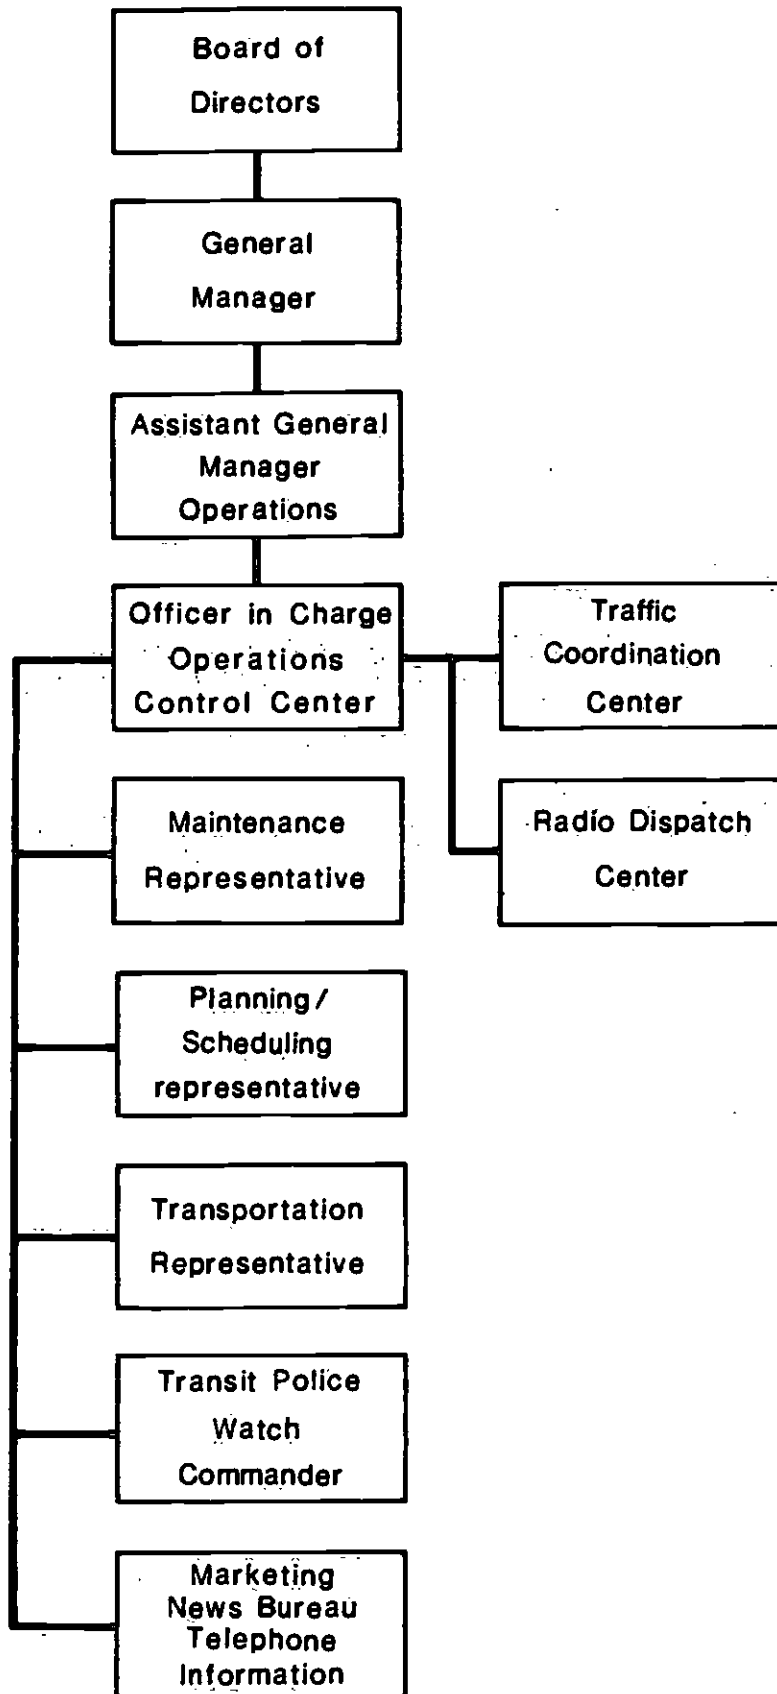 Board of
Directors
General
Manager
Assistant General
Manager
Operations
Officer in Charge
Operations
Control Center
Traffic
Coordination
Center
Maintenance
Representative
Radio Dispatch
Center
Planning/
Scheduling
representative
Transportation
Representative
Transit Police
Watch
Commander
Marketing
News Bureau
Telephone
Information